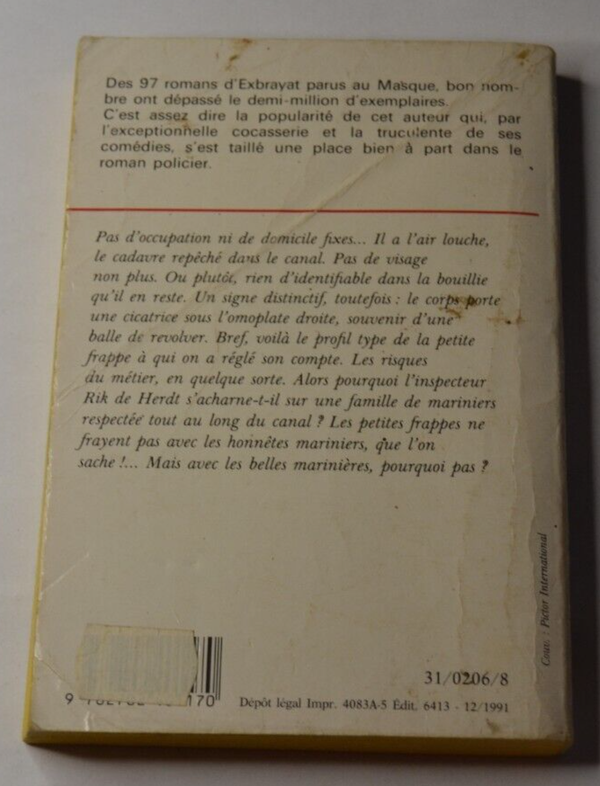 Des 97 romans d'Exbrayat parus au Masque, bon nom-
bre ont dépassé le demi-million d'exemplaires.
C'est assez dire la popularité de cet auteur qui, par
l'exceptionnelle cocasserie et la truculente de ses
comédies, s'est taillé une place bien à part dans le
roman policier.
Pas d'occupation ni de domicile fixes... Il a l'air louche,
le cadavre repêché dans le canal. Pas de visage
non plus. Ou plutôt, rien d'identifiable dans la bouillie
qu'il en reste. Un signe distinctif, toutefois : le corps porte
une cicatrice sous l'omoplate droite, souvenir d'une
balle de revolver. Bref, voilà le profil type de la petite
frappe à qui on a réglé son compte. Les risques
du métier, en quelque sorte. Alors pourquoi l'inspecteur
Rik de Herdt s'acharne-t-il sur une famille de mariniers
respectée tout au long du canal ? Les petites frappes ne
frayent pas avec les honnêtes mariniers, que l'on
sache !... Mais avec les belles marinières, pourquoi pas ?
Couv. : Pictor International
31/0206/8
9 170
Dépôt légal Impr. 4083A-5 Édit. 6413 - 12/1991